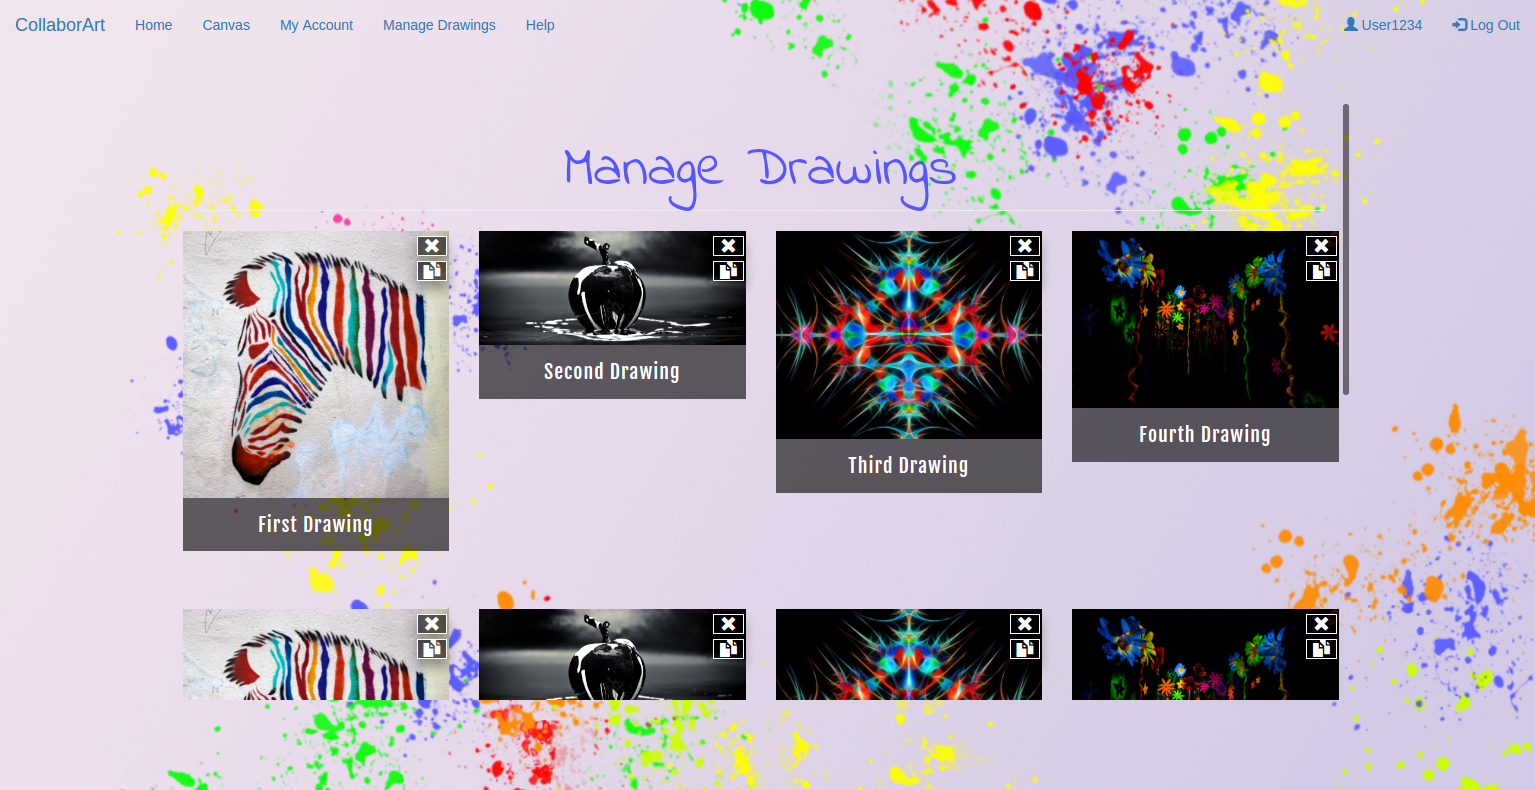 CollaborArt Home Canvas My Account Manage Drawings Help User1234 Log Out
Manage Drawings
First Drawing
Second Drawing
Third Drawing
Fourth Drawing